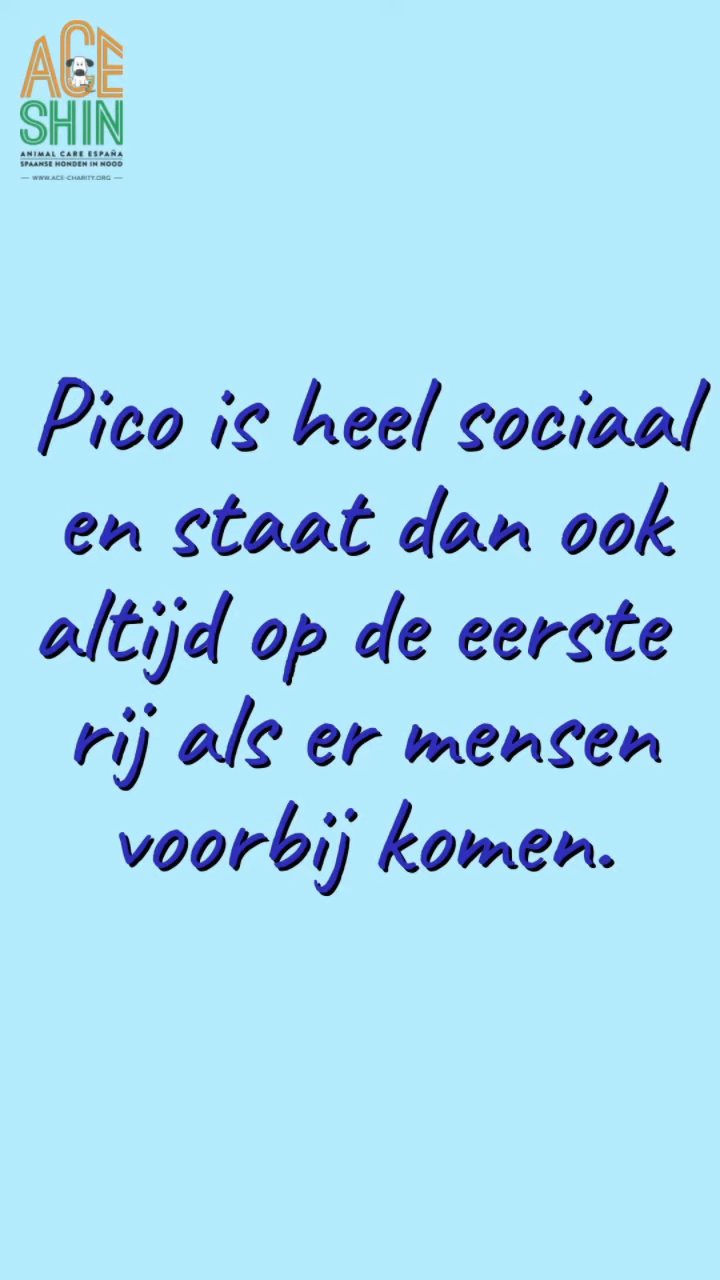 ACE
SHIN
ANIMAL CARE ESPAÑA
SPAANSE HONDEN IN NOOD
WWW.ACE-CHARITY.ORG
Pico is heel sociaal
en staat dan ook
altijd op de eerste
rij als er mensen
voorbij komen.